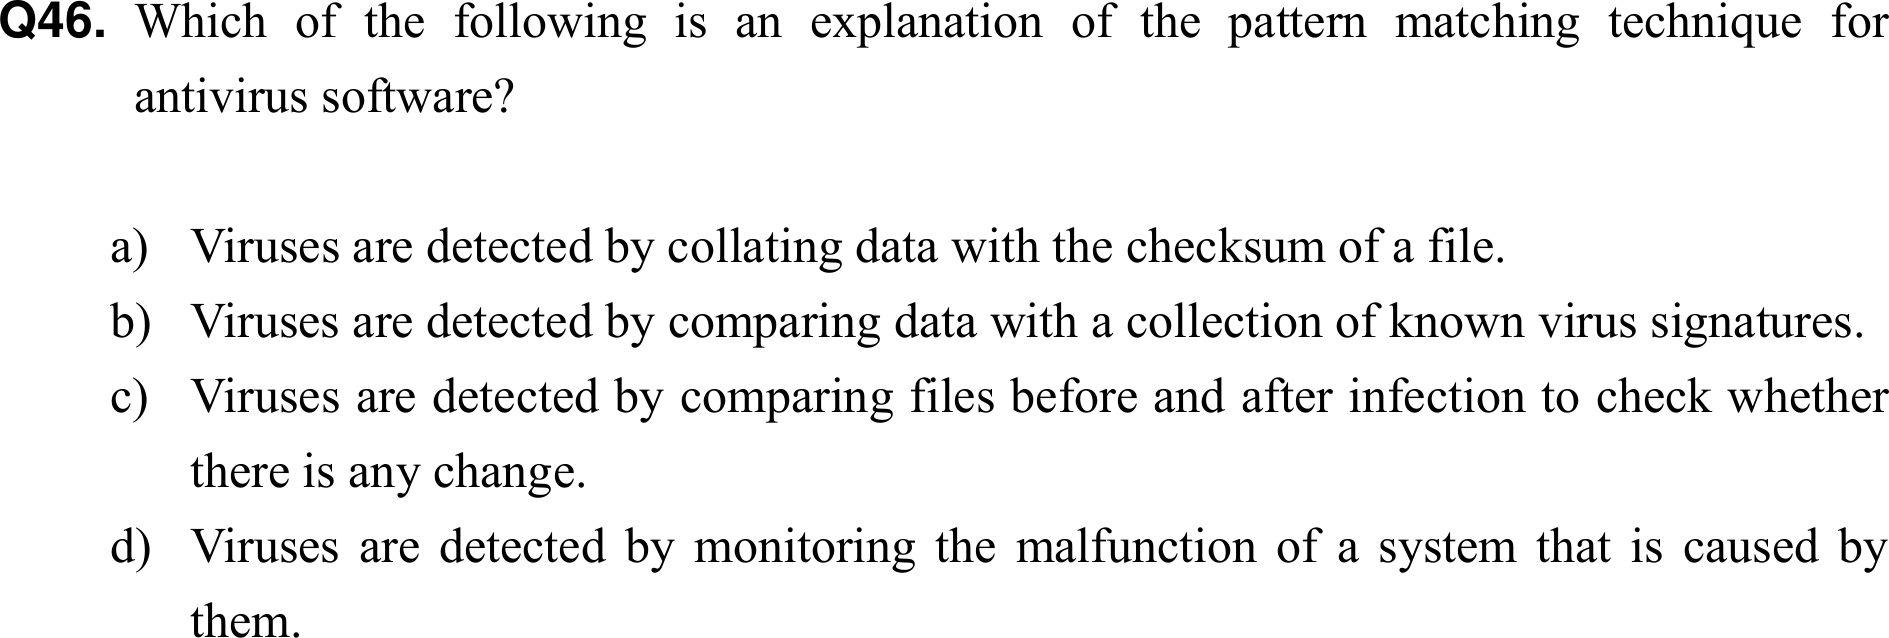 Q46. Which of the following is an explanation of the pattern matching technique for
antivirus software?
a) Viruses are detected by collating data with the checksum of a file.
b) Viruses are detected by comparing data with a collection of known virus signatures.
c) Viruses are detected by comparing files before and after infection to check whether
there is any change.
d) Viruses are detected by monitoring the malfunction of a system that is caused by
them.